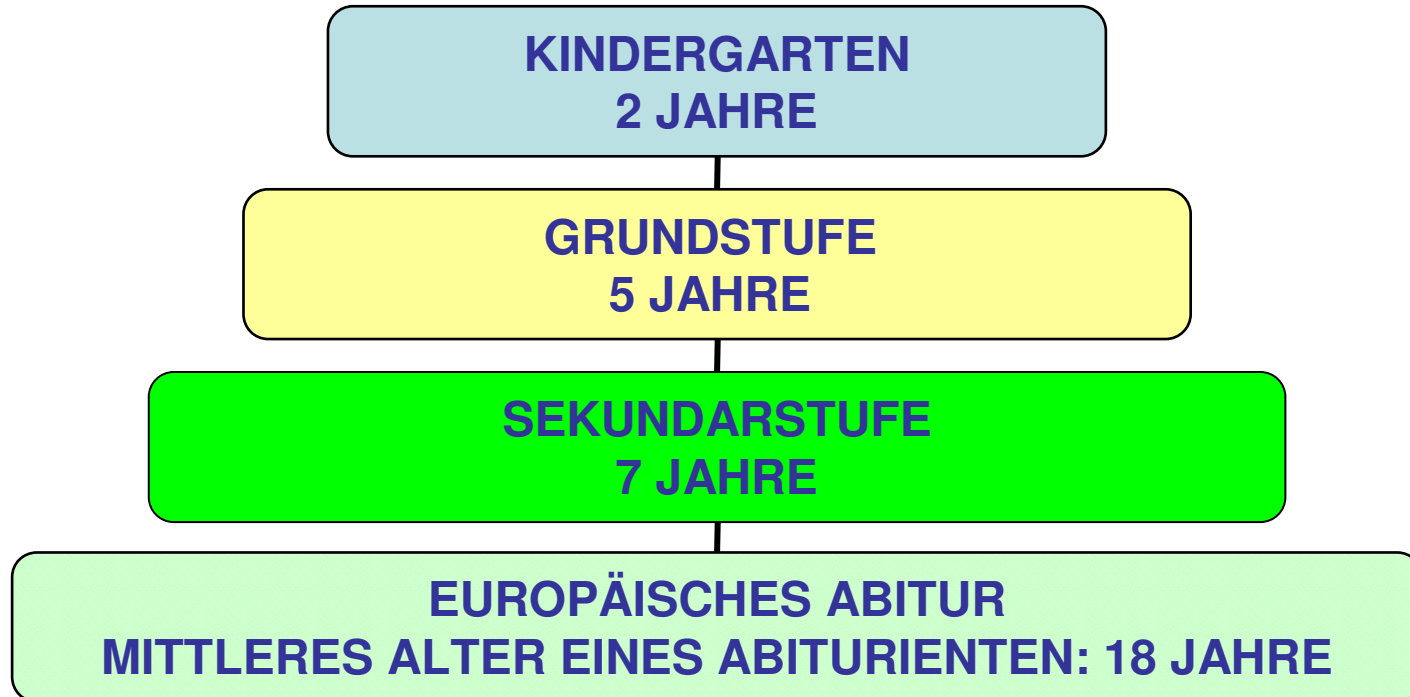 KINDERGARTEN
2 JAHRE
GRUNDSTUFE
5 JAHRE
SEKUNDARSTUFE
7 JAHRE
EUROPÄISCHES ABITUR
MITTLERES ALTER EINES ABITURIENTEN: 18 JAHRE